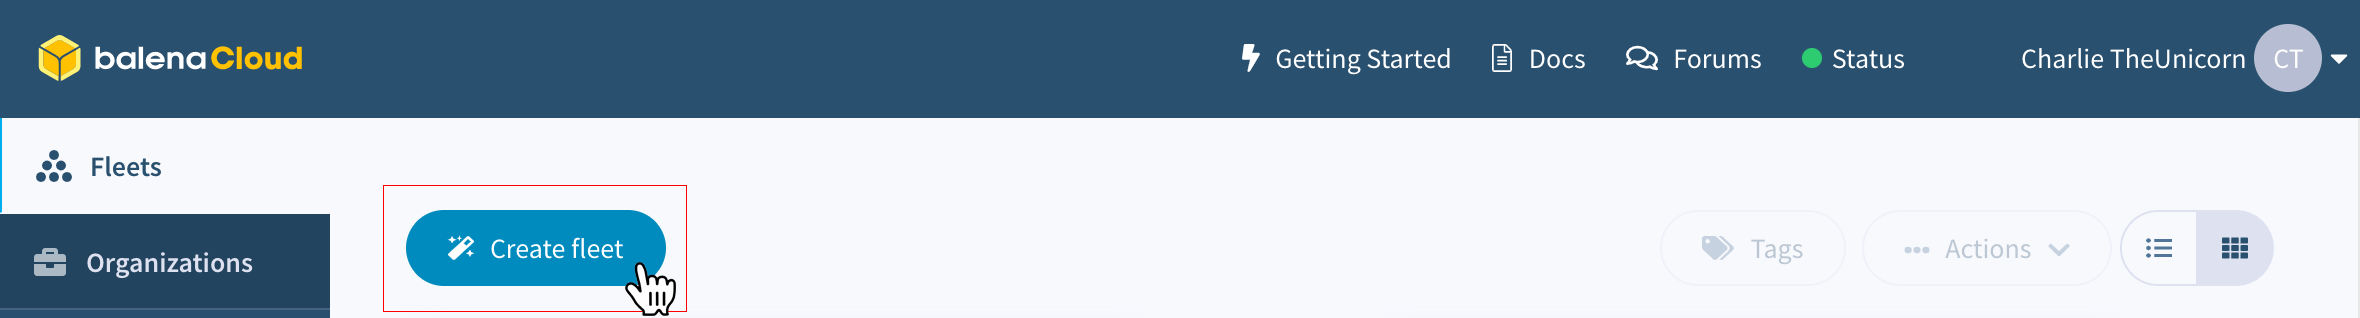 balenaCloud
Getting Started
Docs
Forums
Status
Charlie TheUnicorn
CT
Fleets
Organizations
Create fleet
Tags
Actions